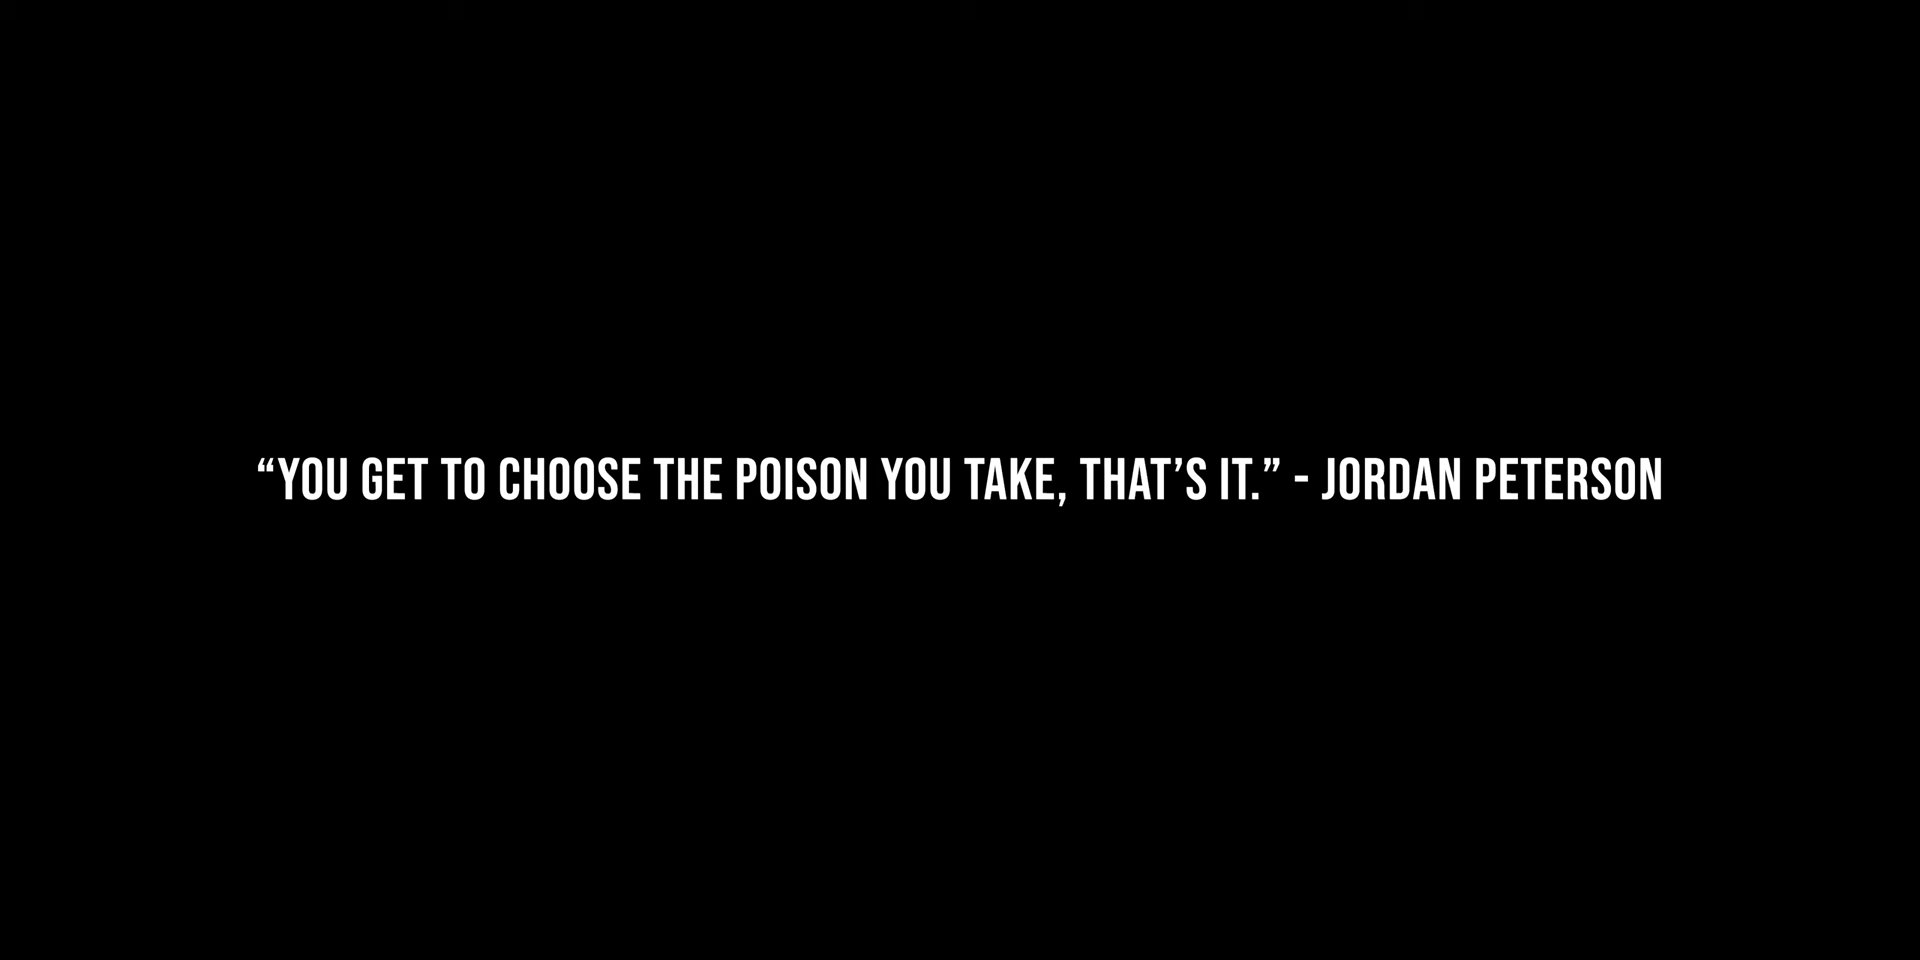 “YOU GET TO CHOOSE THE POISON YOU TAKE, THAT’S IT.” - JORDAN PETERSON